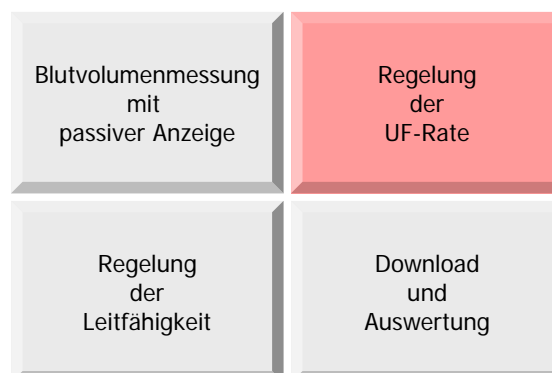 Blutvolumenmessung
mit
passiver Anzeige
Regelung
der
UF-Rate
Regelung
der
Leitfähigkeit
Download
und
Auswertung